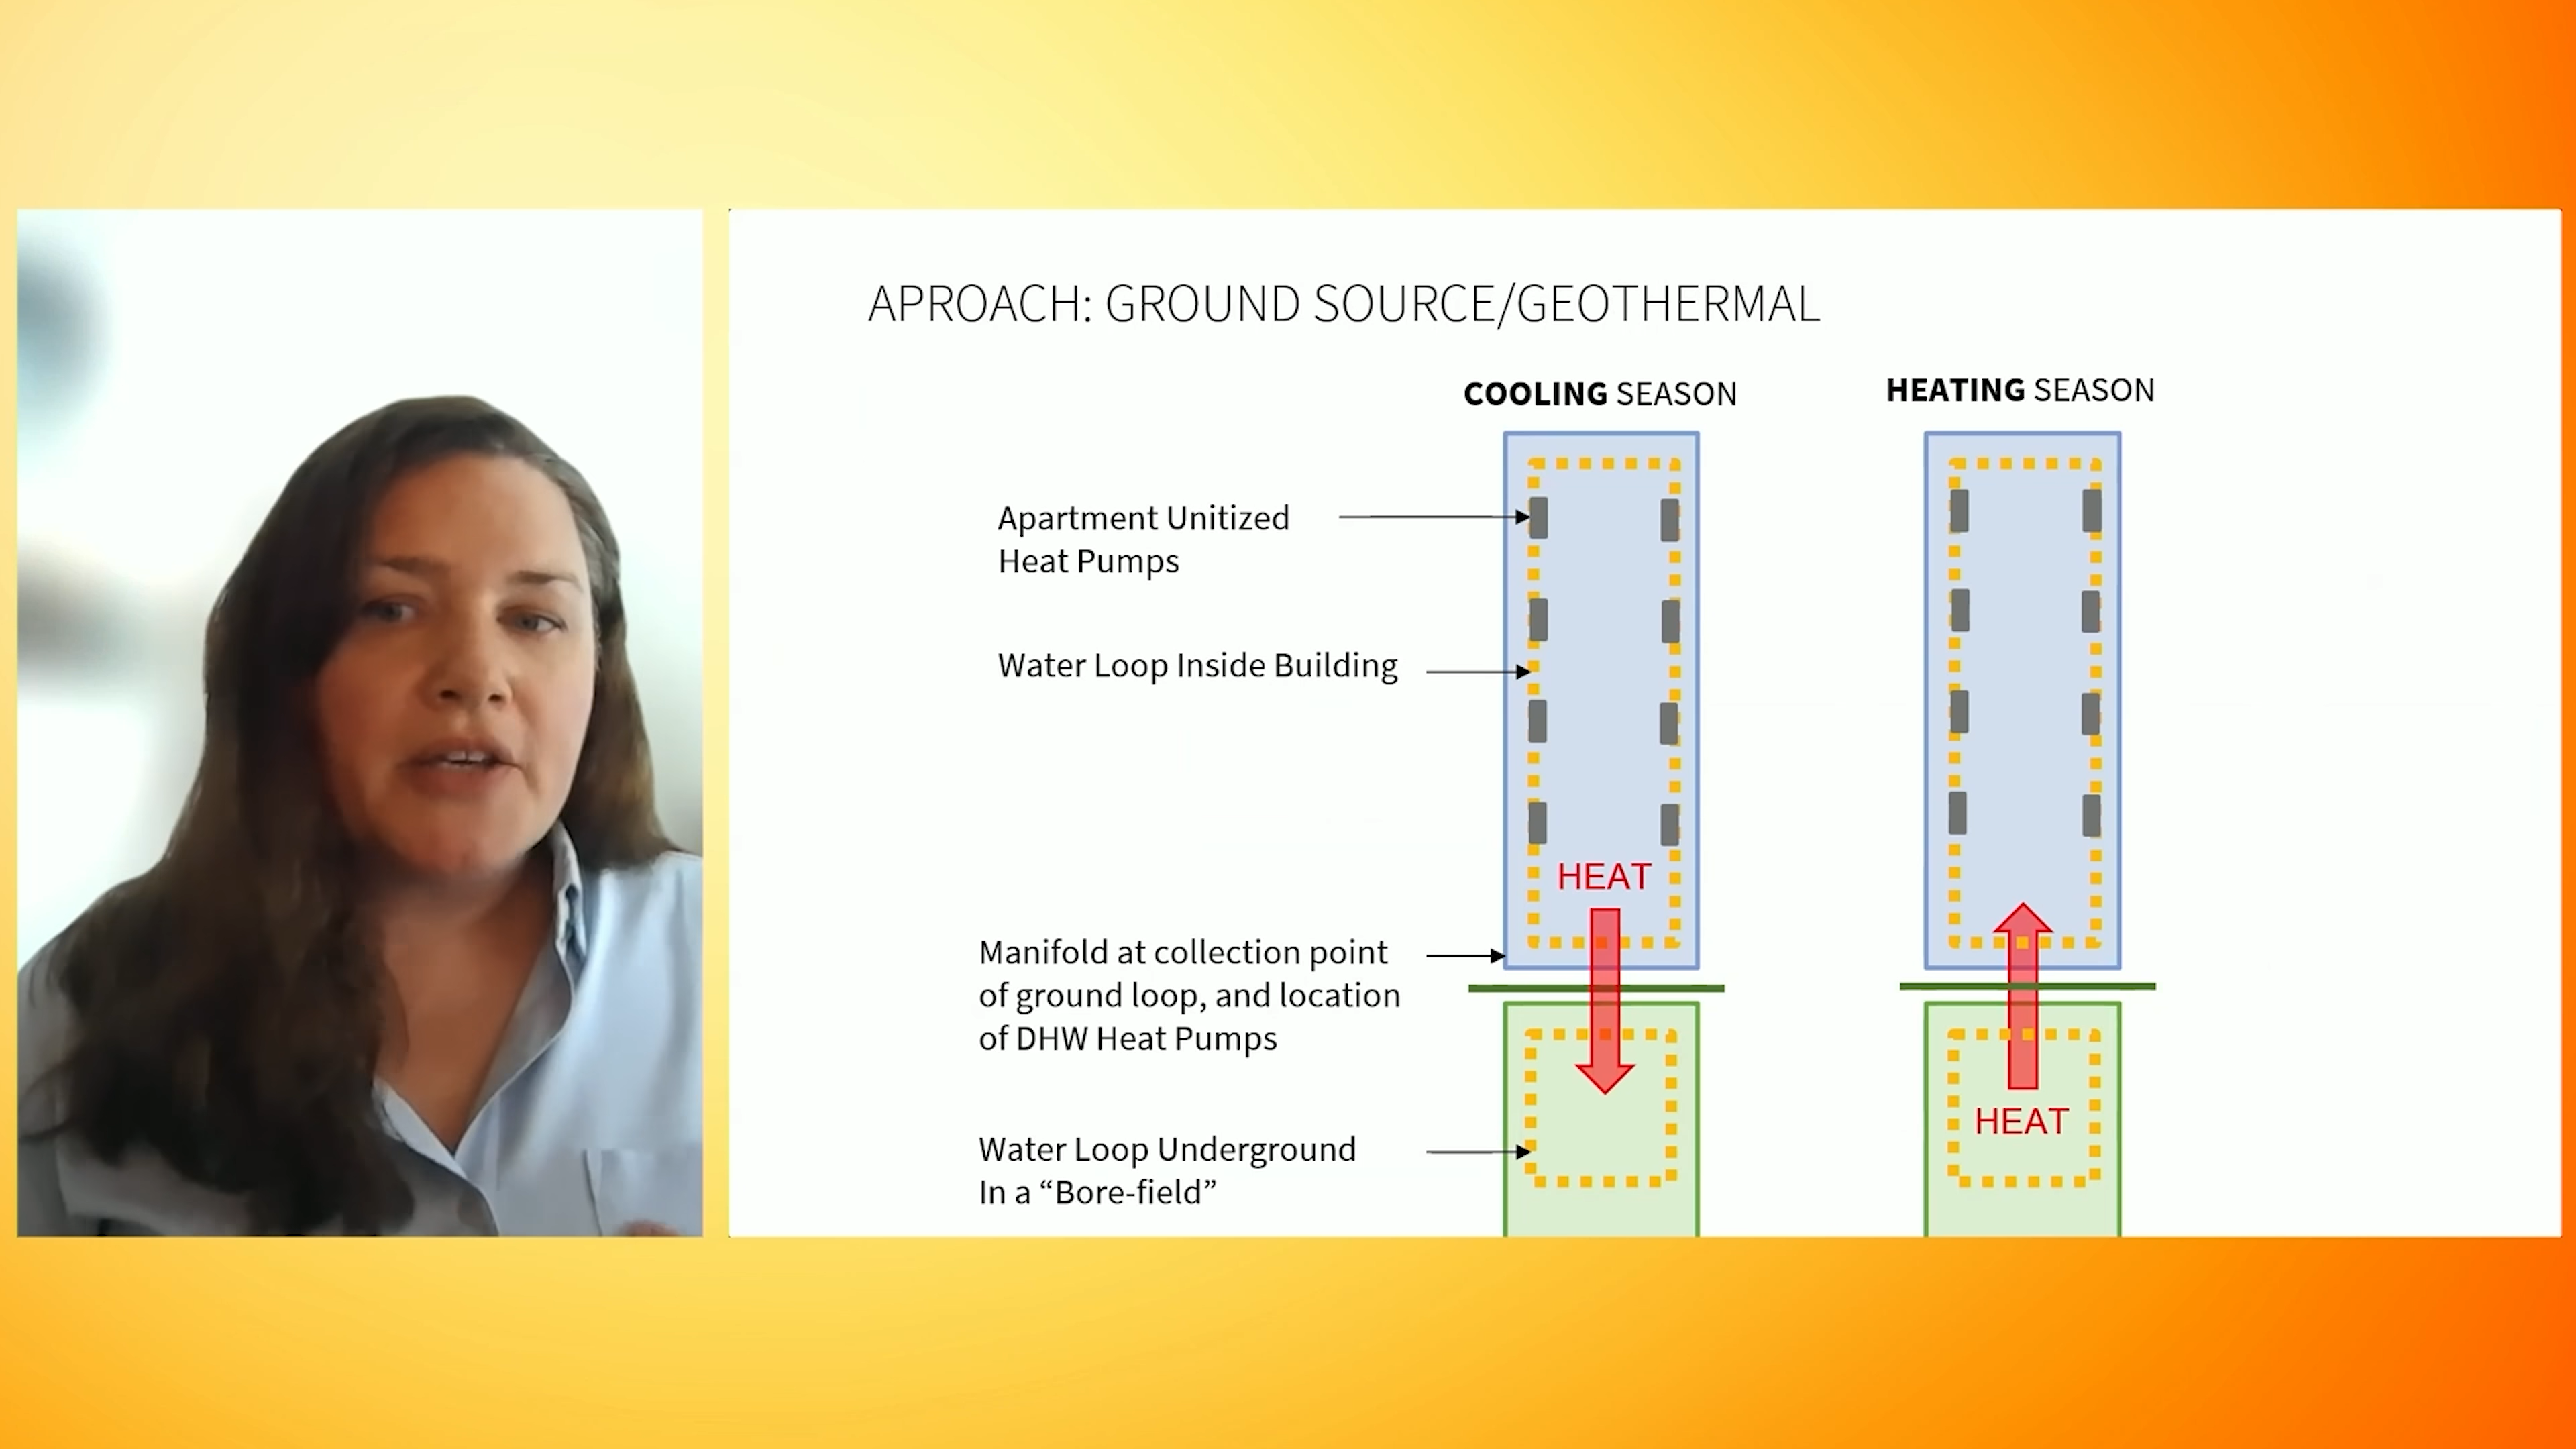 APROACH: GROUND SOURCE/GEOTHERMAL
COOLING SEASON
HEATING SEASON
Apartment Unitized
Heat Pumps
Water Loop Inside Building
HEAT
Manifold at collection point
of ground loop, and location
of DHW Heat Pumps
HEAT
Water Loop Underground
In a “Bore-field”